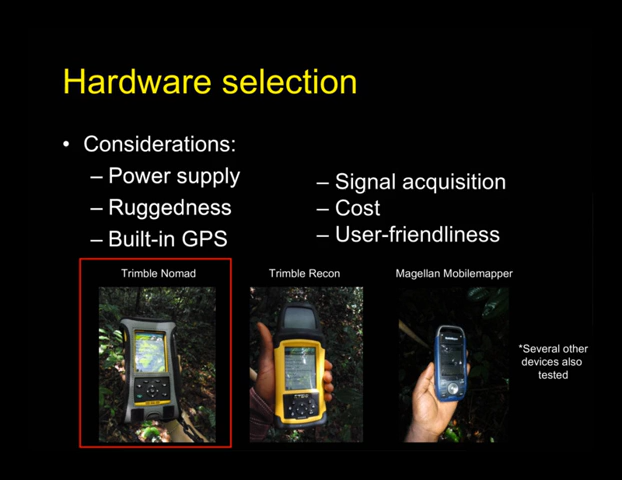 Hardware selection
• Considerations:
– Power supply
– Ruggedness
– Built-in GPS
– Signal acquisition
– Cost
– User-friendliness
Trimble Nomad
Trimble Recon
Magellan Mobilemapper
*Several other
devices also
tested